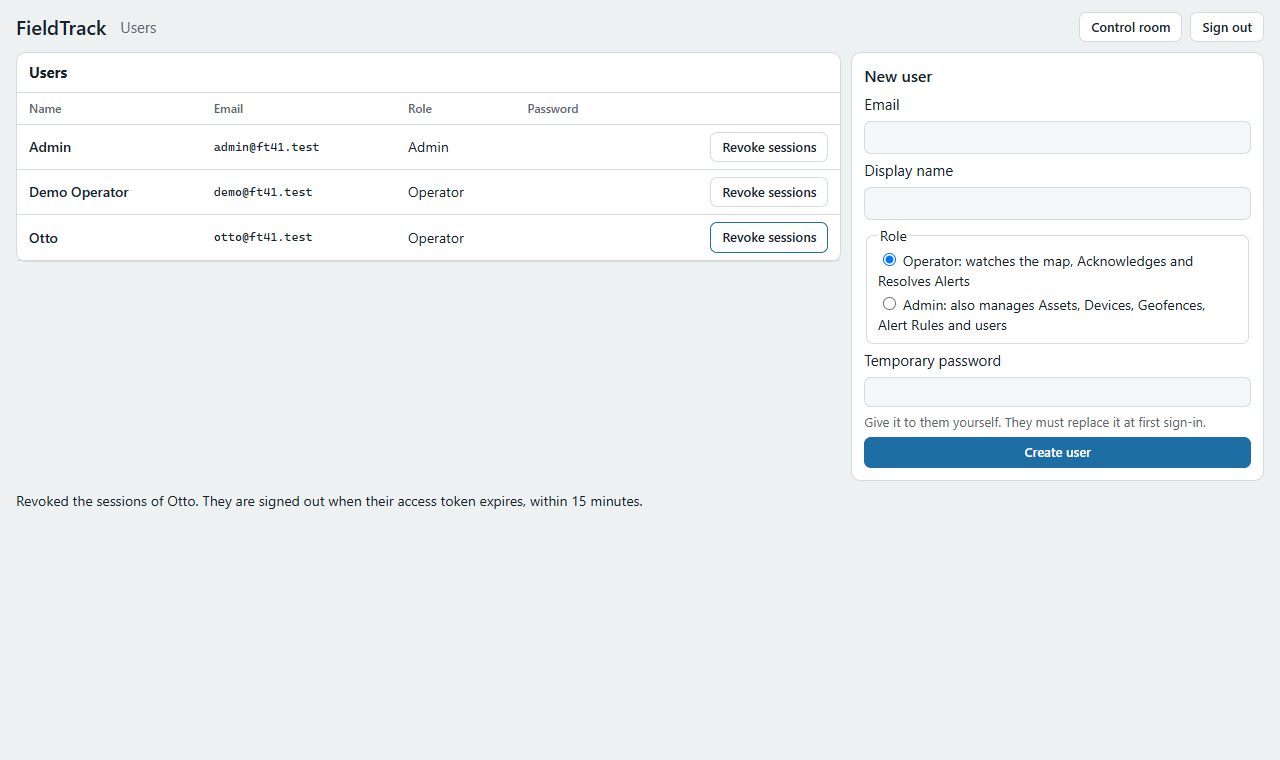 FieldTrack Users Control room Sign out
Users
Name Email Role Password
Admin admin@ft41.test Admin Revoke sessions
Demo Operator demo@ft41.test Operator Revoke sessions
Otto otto@ft41.test Operator Revoke sessions
New user
Email
Display name
Role
Operator: watches the map, Acknowledges and
Resolves Alerts
Admin: also manages Assets, Devices, Geofences,
Alert Rules and users
Temporary password
Give it to them yourself. They must replace it at first sign-in.
Create user
Revoked the sessions of Otto. They are signed out when their access token expires, within 15 minutes.